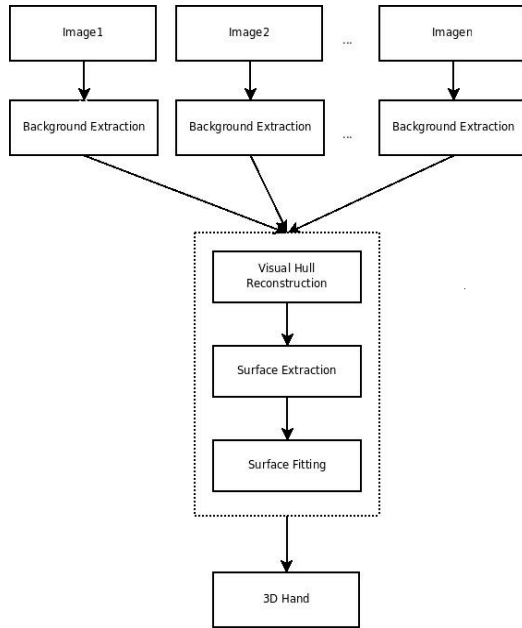 Image1
Image2
...
Imagen
Background Extraction
Background Extraction
...
Background Extraction
Visual Hull
Reconstruction
Surface Extraction
Surface Fitting
3D Hand